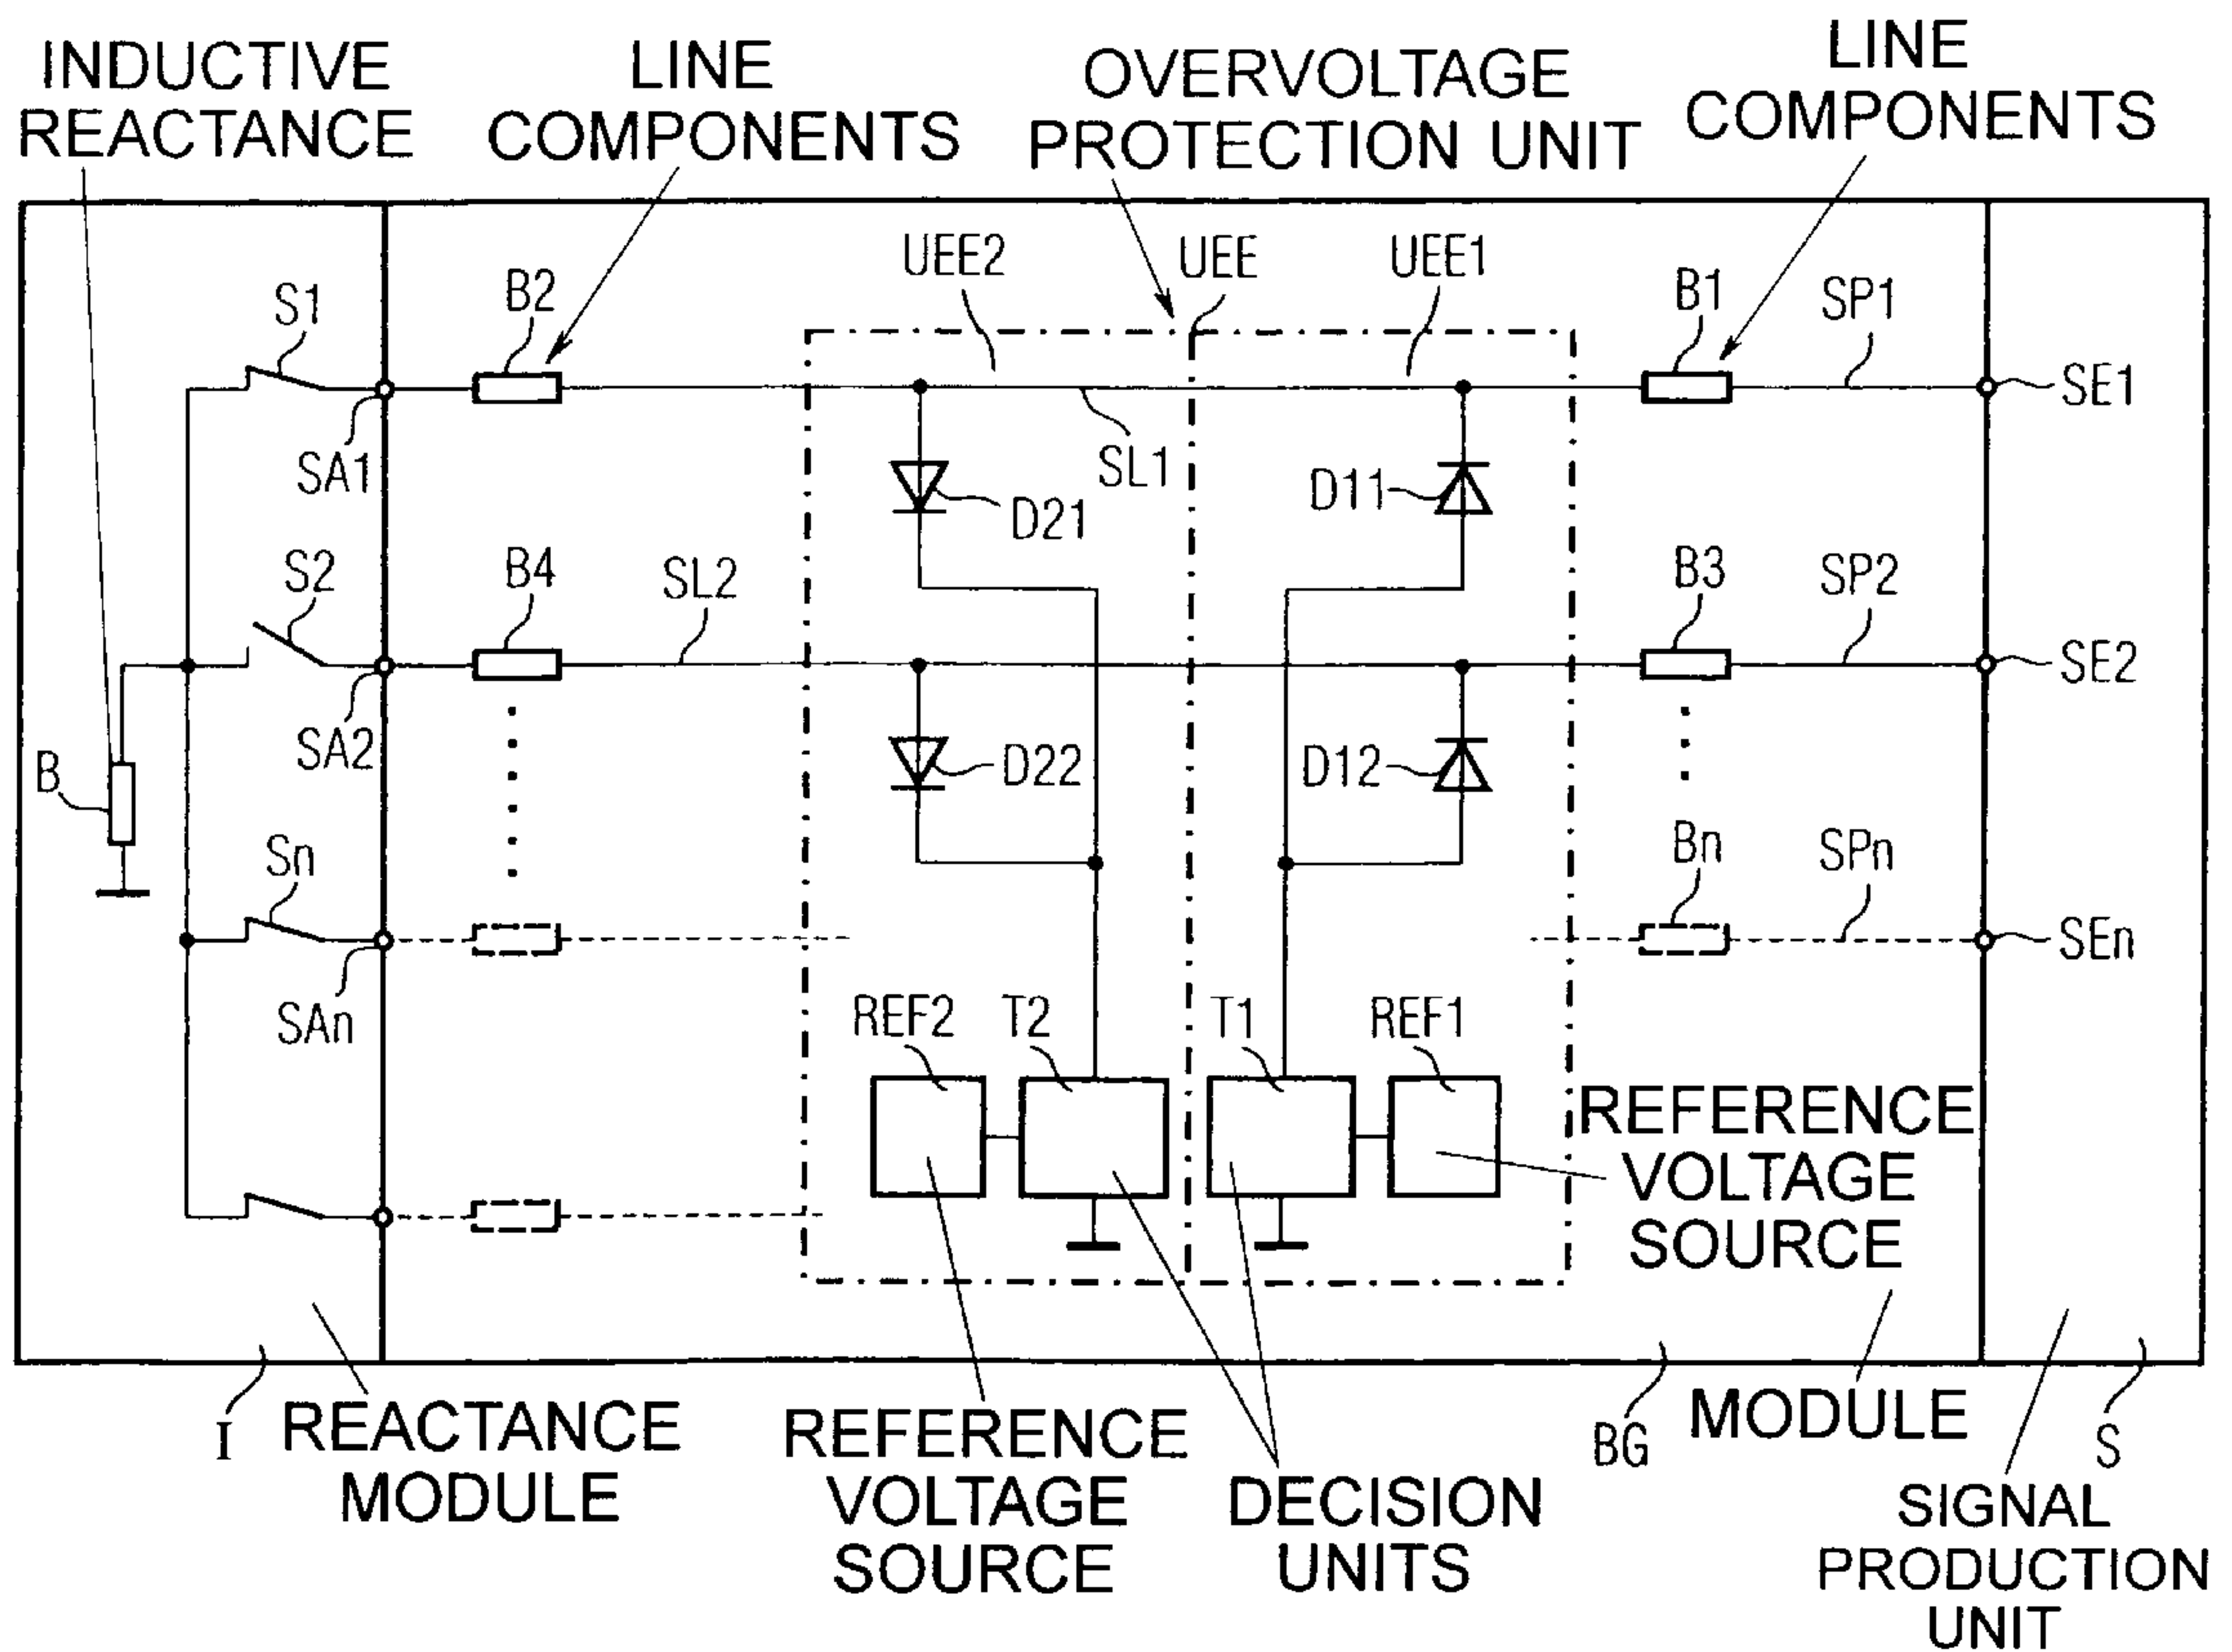 INDUCTIVE
REACTANCE
LINE
COMPONENTS
OVERVOLTAGE
PROTECTION UNIT
LINE
COMPONENTS
UEE2
UEE
UEE1
S1
B2
B1
SP1
SE1
SA1
SL1
D21
D11
S2
B4
SL2
B3
SP2
SE2
SA2
B
D22
D12
Sn
Bn
SPn
SEn
SAn
REF2
T2
T1
REF1
REFERENCE
VOLTAGE
SOURCE
I
REACTANCE
MODULE
REFERENCE
VOLTAGE
SOURCE
DECISION
UNITS
BG
MODULE
S
SIGNAL
PRODUCTION
UNIT